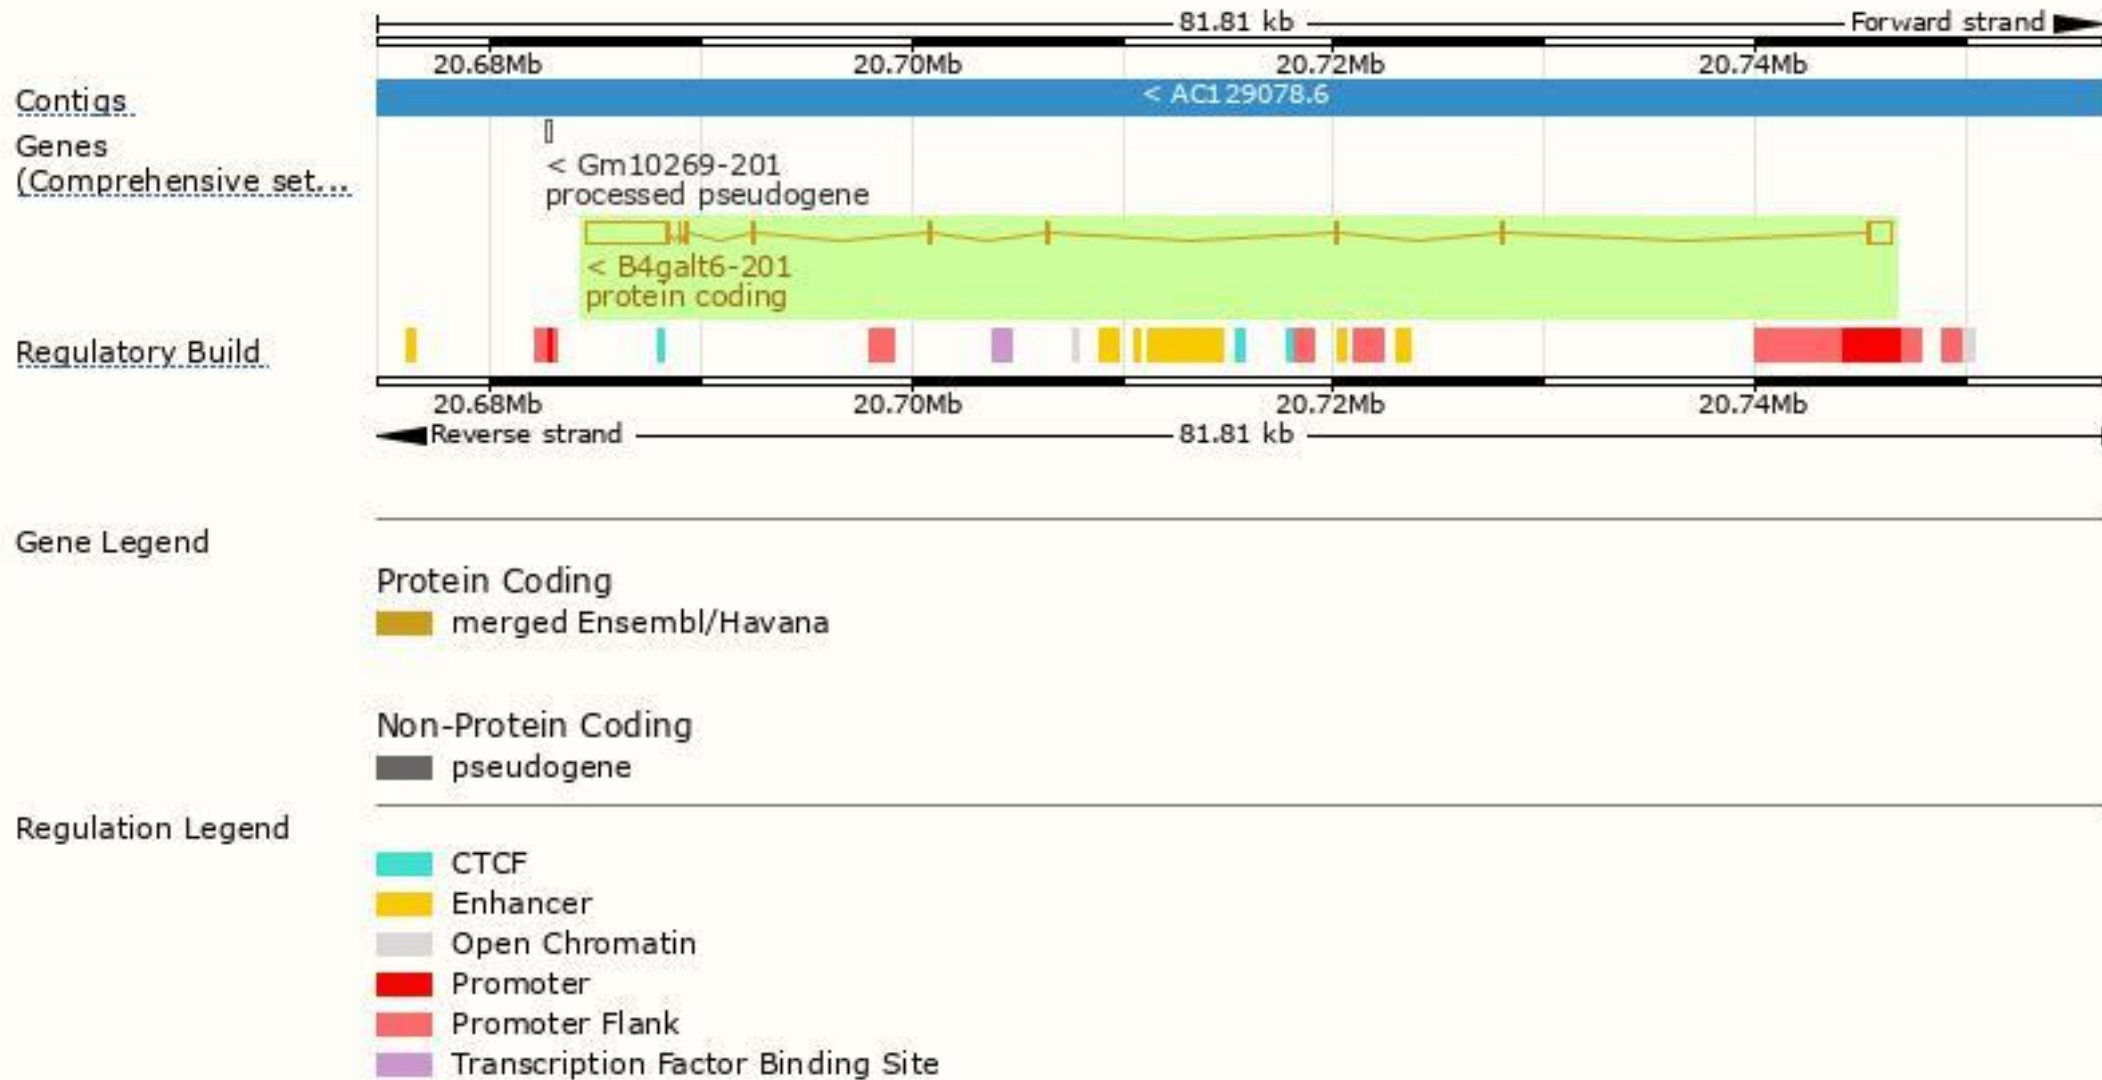 81.81 kb
Forward strand
20.68Mb 20.70Mb 20.72Mb 20.74Mb
Contigs
< AC129078.6
Genes
(Comprehensive set...
< Gm10269-201
processed pseudogene
< B4galt6-201
protein coding
Regulatory Build
20.68Mb 20.70Mb 20.72Mb 20.74Mb
Reverse strand
81.81 kb
Gene Legend
Protein Coding
merged Ensembl/Havana
Non-Protein Coding
pseudogene
Regulation Legend
CTCF
Enhancer
Open Chromatin
Promoter
Promoter Flank
Transcription Factor Binding Site